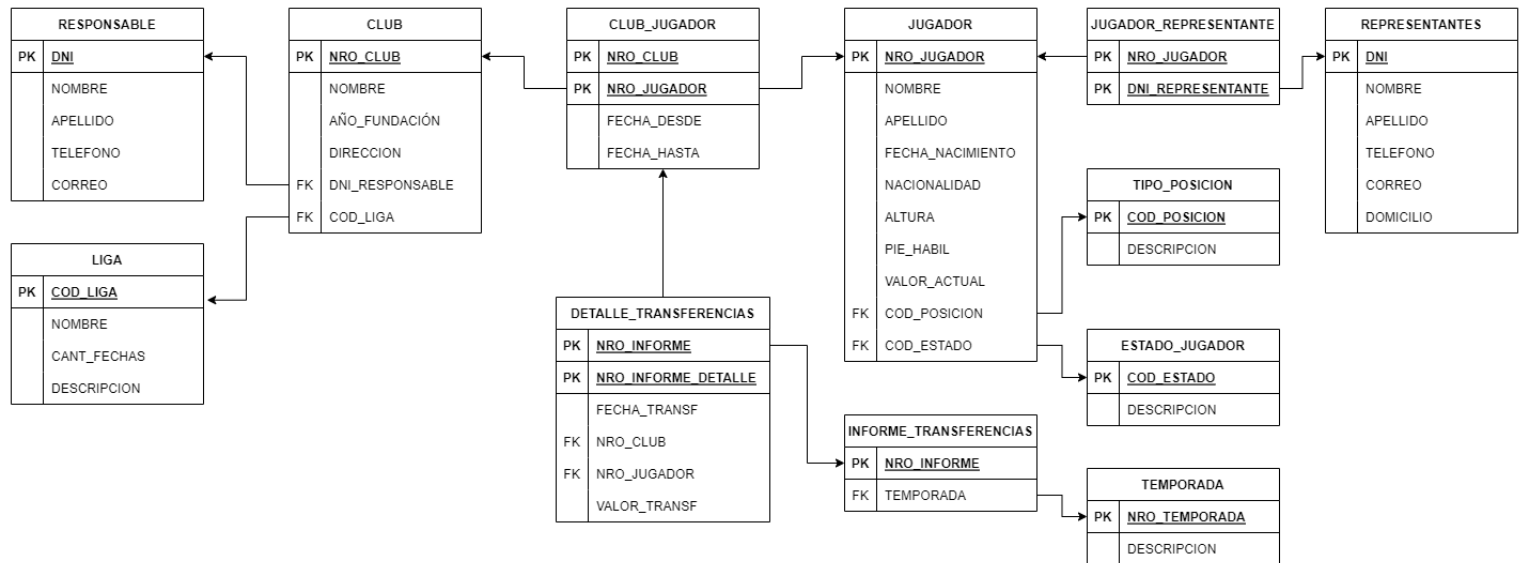 RESPONSABLE
PK DNI
NOMBRE
APELLIDO
TELEFONO
CORREO
CLUB
PK NRO_CLUB
NOMBRE
AÑO_FUNDACIÓN
DIRECCION
FK DNI_RESPONSABLE
FK COD_LIGA
CLUB_JUGADOR
PK NRO_CLUB
PK NRO_JUGADOR
FECHA_DESDE
FECHA_HASTA
JUGADOR
PK NRO_JUGADOR
NOMBRE
APELLIDO
FECHA_NACIMIENTO
NACIONALIDAD
ALTURA
PIE_HABIL
VALOR_ACTUAL
FK COD_POSICION
FK COD_ESTADO
JUGADOR_REPRESENTANTE
PK NRO_JUGADOR
PK DNI_REPRESENTANTE
REPRESENTANTES
PK DNI
NOMBRE
APELLIDO
TELEFONO
CORREO
DOMICILIO
TIPO_POSICION
PK COD_POSICION
DESCRIPCION
LIGA
PK COD_LIGA
NOMBRE
CANT_FECHAS
DESCRIPCION
DETALLE_TRANSFERENCIAS
PK NRO_INFORME
PK NRO_INFORME_DETALLE
FECHA_TRANSF
FK NRO_CLUB
FK NRO_JUGADOR
VALOR_TRANSF
ESTADO_JUGADOR
PK COD_ESTADO
DESCRIPCION
INFORME_TRANSFERENCIAS
PK NRO_INFORME
FK TEMPORADA
TEMPORADA
PK NRO_TEMPORADA
DESCRIPCION